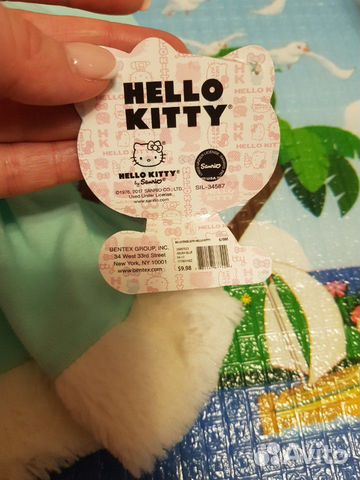 HELLO
KITTY®
HELLO KITTY®
by Sanrio®
©1976, 2017 SANRIO CO., LTD.
Used Under License.
www.sanrio.com
Sanrio
SIL-34587
BENTEX GROUP, INC.
34 West 33rd Street
New York, NY 10001
www.bentex.com
$9.98
Avito